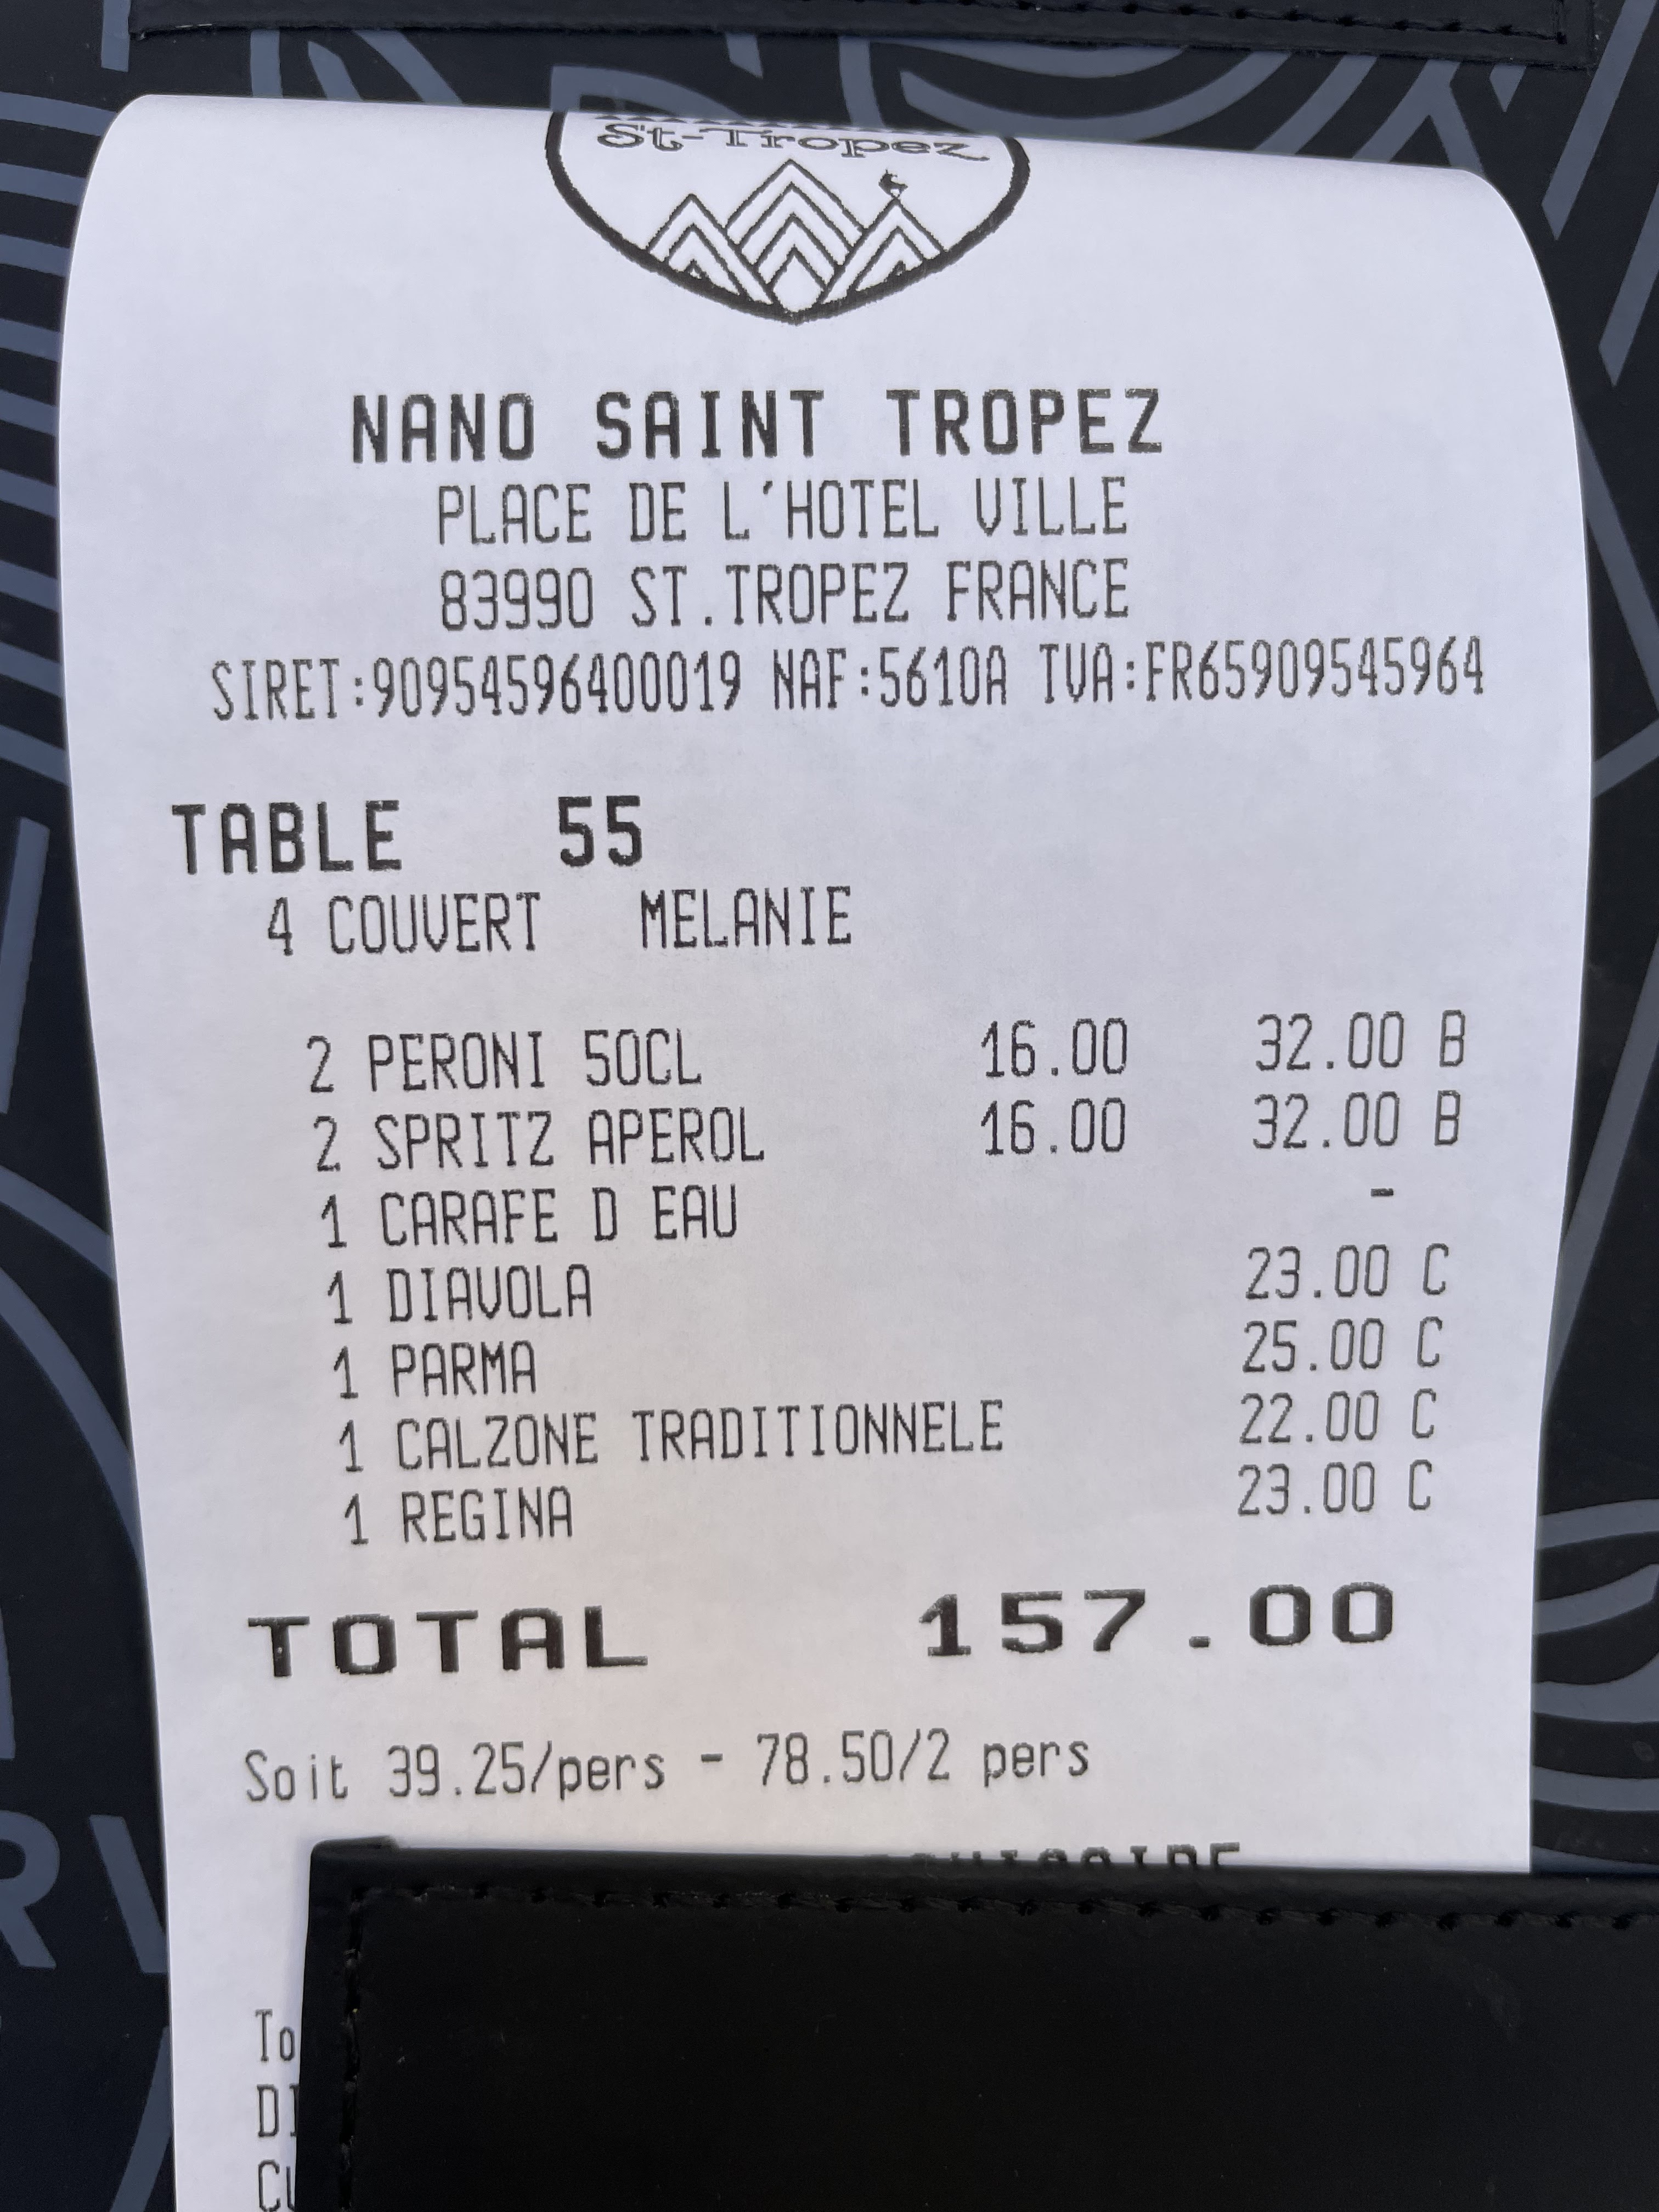 St-Tropez
NANO SAINT TROPEZ
PLACE DE L'HOTEL VILLE
83990 ST.TROPEZ FRANCE
SIRET:90954596400019 NAF:5610A TVA:FR65909545964
TABLE 55
4 COUVERT MELANIE
2 PERONI 50CL 16.00 32.00 B
2 SPRITZ APEROL 16.00 32.00 B
1 CARAFE D EAU -
1 DIAVOLA 23.00 C
1 PARMA 25.00 C
1 CALZONE TRADITIONNELE 22.00 C
1 REGINA 23.00 C
TOTAL 157.00
Soit 39.25/pers - 78.50/2 pers